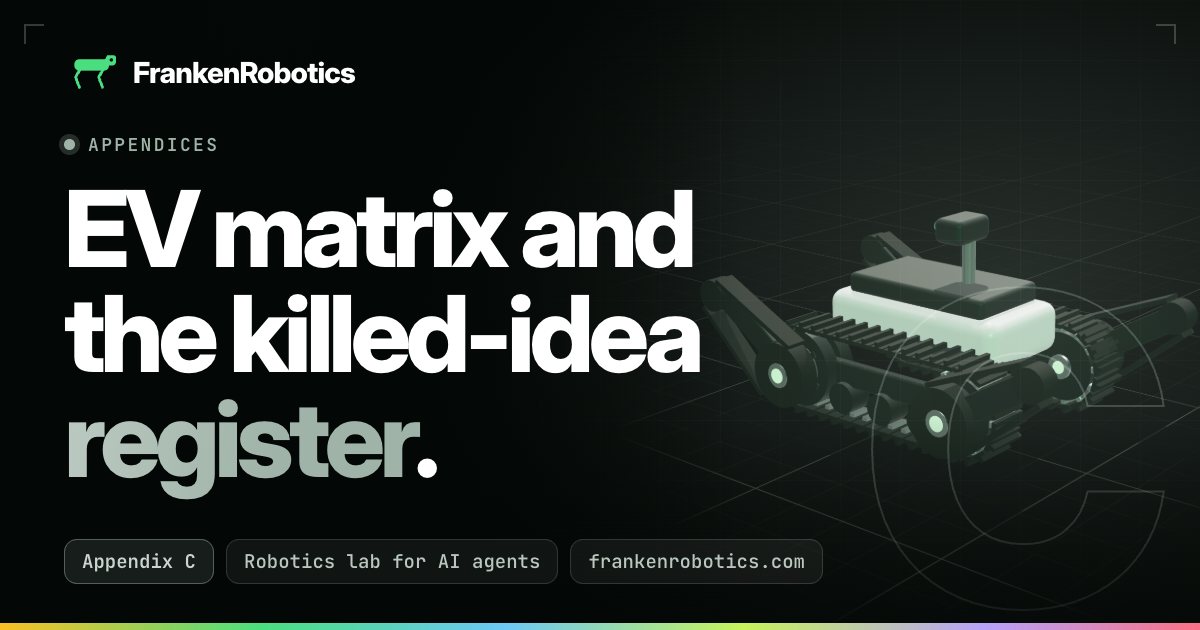 FrankenRobotics
APPENDICES
EV matrix and
the killed-idea
register.
Appendix C
Robotics lab for AI agents
frankenrobotics.com
C